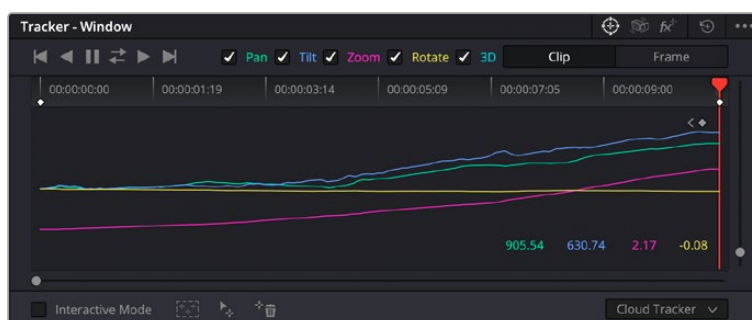 Tracker - Window
Pan Tilt Zoom Rotate 3D Clip Frame
00:00:00:00 00:00:01:19 00:00:03:14 00:00:05:09 00:00:07:05 00:00:09:00
905.54 630.74 2.17 -0.08
Interactive Mode Cloud Tracker